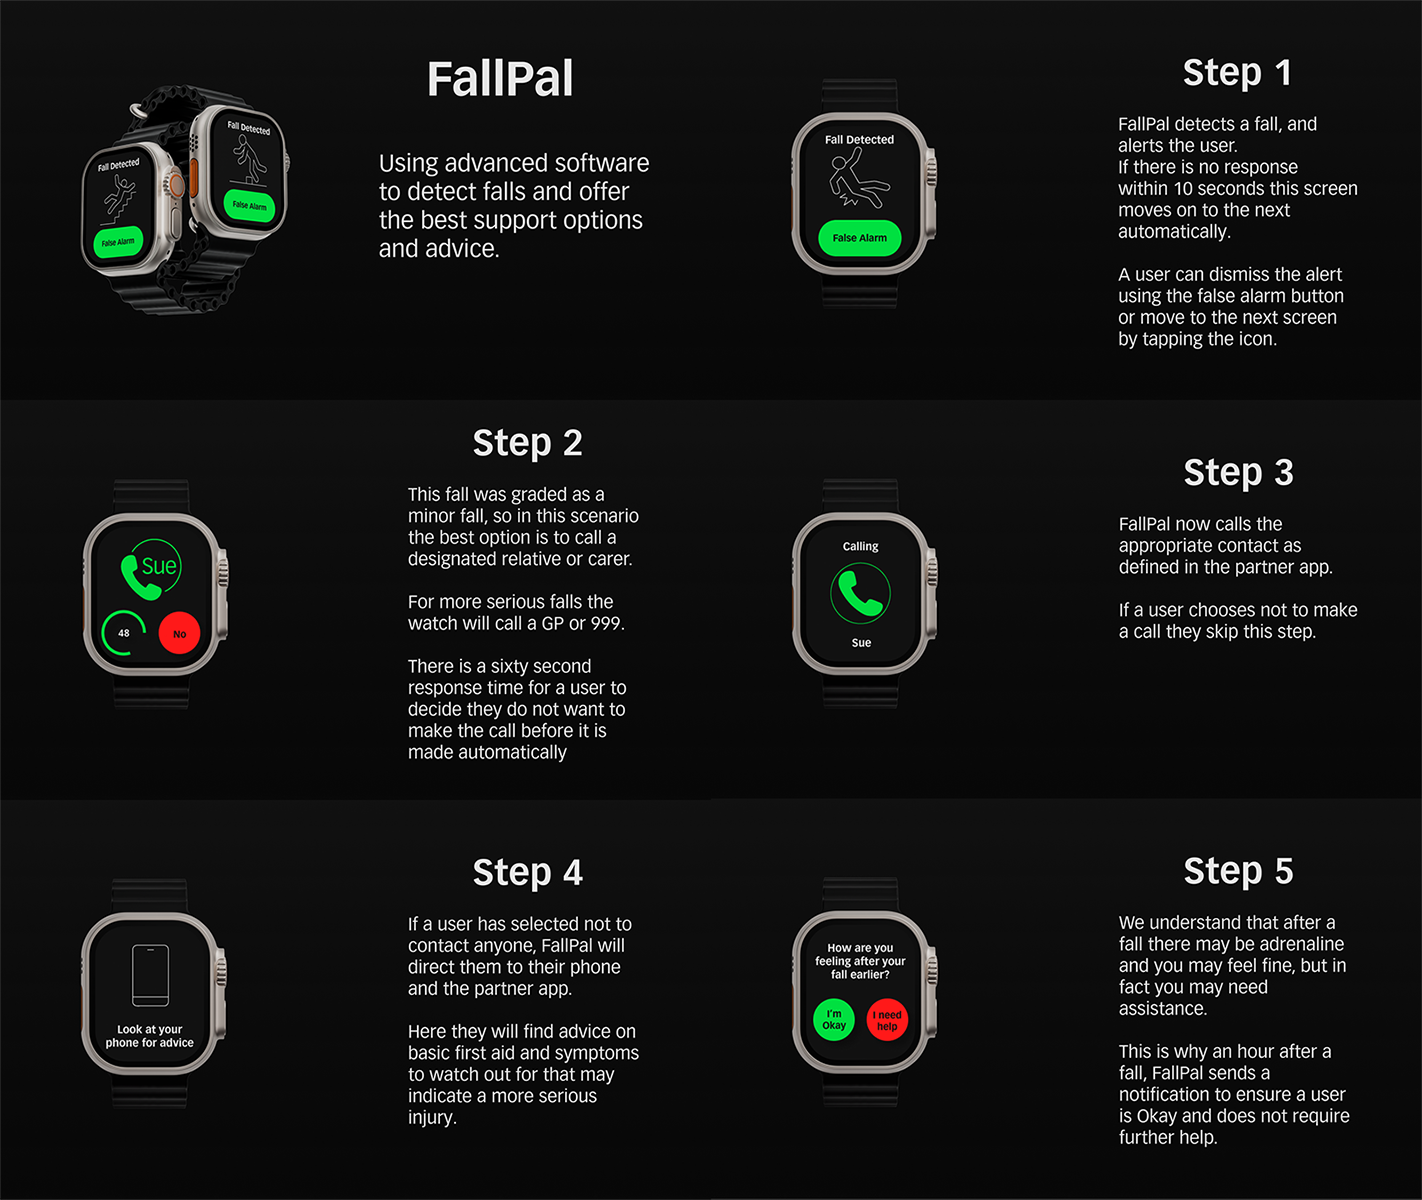 FallPal
Fall Detected
False Alarm
Fall Detected
False Alarm
Using advanced software
to detect falls and offer
the best support options
and advice.
Step 1
Fall Detected
False Alarm
FallPal detects a fall, and
alerts the user.
If there is no response
within 10 seconds this screen
moves on to the next
automatically.
A user can dismiss the alert
using the false alarm button
or move to the next screen
by tapping the icon.
Step 2
Sue
48
No
This fall was graded as a
minor fall, so in this scenario
the best option is to call a
designated relative or carer.
For more serious falls the
watch will call a GP or 999.
There is a sixty second
response time for a user to
decide they do not want to
make the call before it is
made automatically
Step 3
Calling
Sue
FallPal now calls the
appropriate contact as
defined in the partner app.
If a user chooses not to make
a call they skip this step.
Step 4
Look at your
phone for advice
If a user has selected not to
contact anyone, FallPal will
direct them to their phone
and the partner app.
Here they will find advice on
basic first aid and symptoms
to watch out for that may
indicate a more serious
injury.
Step 5
How are you
feeling after your
fall earlier?
I'm
Okay
I need
help
We understand that after a
fall there may be adrenaline
and you may feel fine, but in
fact you may need
assistance.
This is why an hour after a
fall, FallPal sends a
notification to ensure a user
is Okay and does not require
further help.